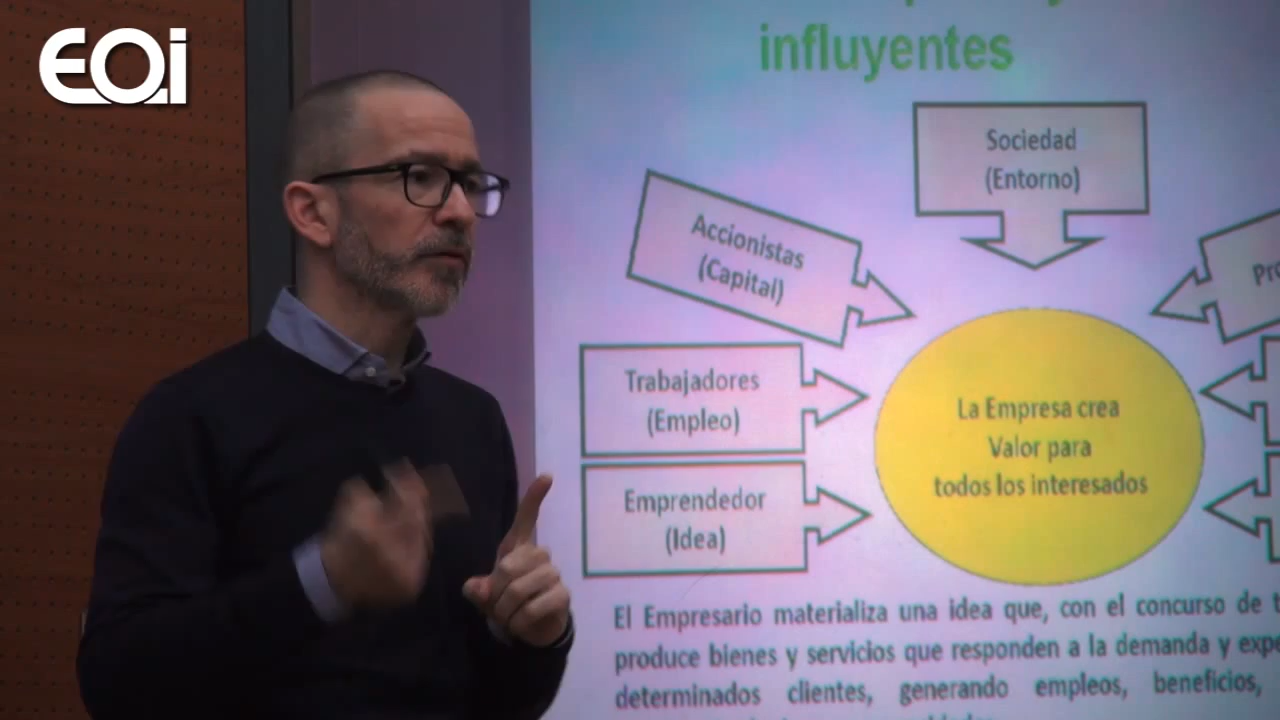 EOi
influyentes
Sociedad
(Entorno)
Accionistas
(Capital)
Trabajadores
(Empleo)
Emprendedor
(Idea)
La Empresa crea
Valor para
todos los interesados
El Empresario materializa una idea que, con el concurso de
produce bienes y servicios que responden a la demanda y
determinados clientes, generando empleos, beneficios,